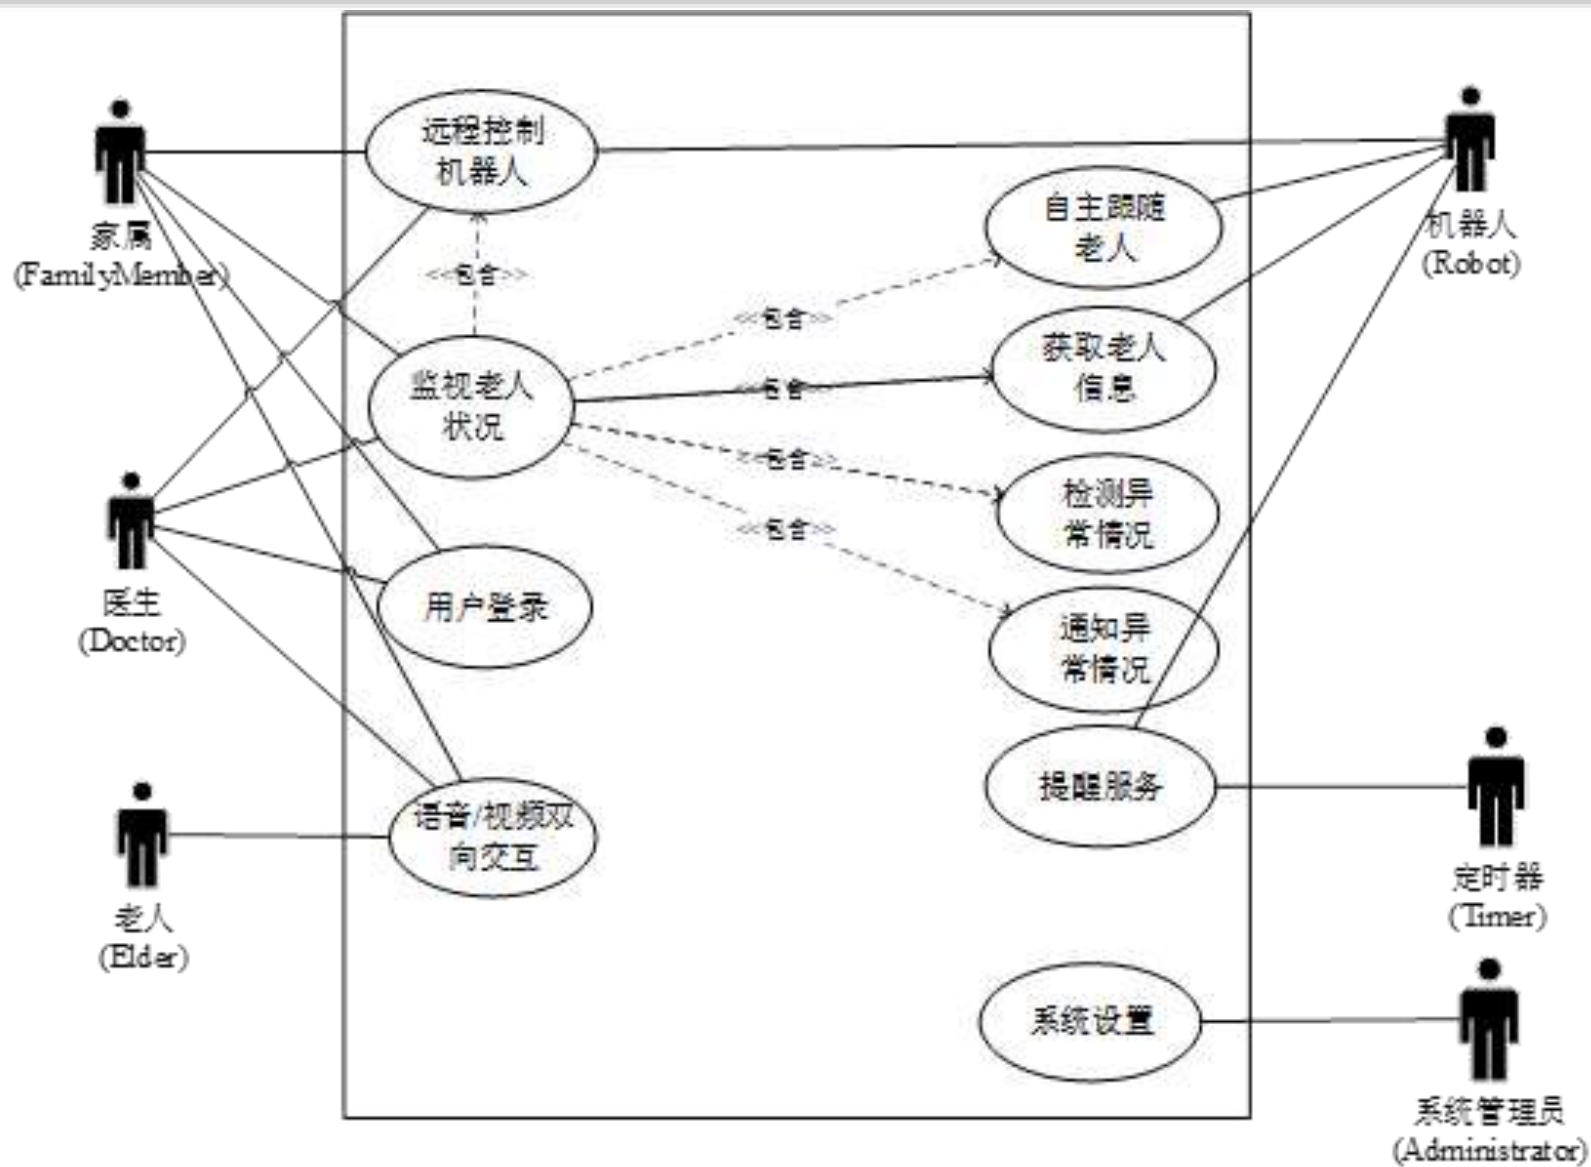 远程控制
机器人
家属
(FamilyMember)
自主跟随
老人
机器人
(Robot)
<<包含>>
<<包含>>
获取老人
信息
监视老人
状况
<<包含>>
<<包含>>
检测异
常情况
<<包含>>
医生
(Doctor)
用户登录
通知异
常情况
提醒服务
语音/视频双
向交互
老人
(Elder)
定时器
(Timer)
系统设置
系统管理员
(Administrator)